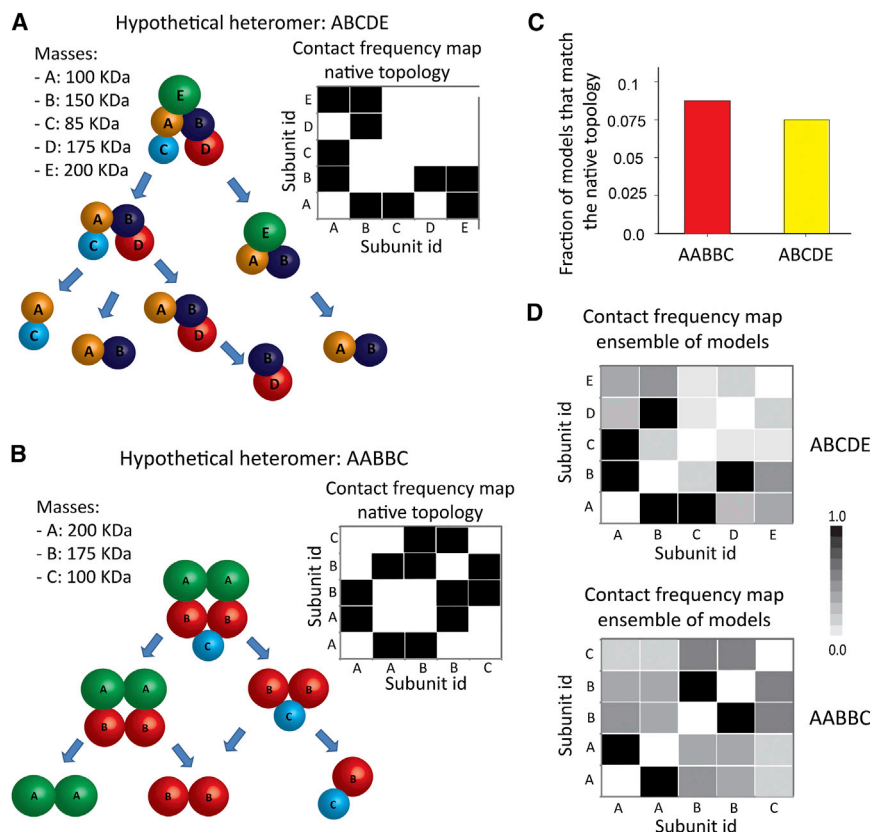 A
Hypothetical heteromer: ABCDE
Masses:
- A: 100 KDa
- B: 150 KDa
- C: 85 KDa
- D: 175 KDa
- E: 200 KDa
E
A B
C D
A B
C D
E
A B
A
C
A B
A B
D
B
D
A B
Contact frequency map
native topology
Subunit id
E
D
C
B
A
A B C D E
Subunit id
B
Hypothetical heteromer: AABBC
Masses:
- A: 200 KDa
- B: 175 KDa
- C: 100 KDa
A A
B B
C
A A
B B
B B
C
A A
B B
B
C
Contact frequency map
native topology
Subunit id
C
B
B
A
A
A A B B C
Subunit id
C
Fraction of models that match
the native topology
0.1
0.075
0.05
0.0
AABBC ABCDE
D
Contact frequency map
ensemble of models
Subunit id
E
D
C
B
A
A B C D E
Subunit id
ABCDE
1.0
0.0
Contact frequency map
ensemble of models
Subunit id
C
B
B
A
A
A A B B C
Subunit id
AABBC